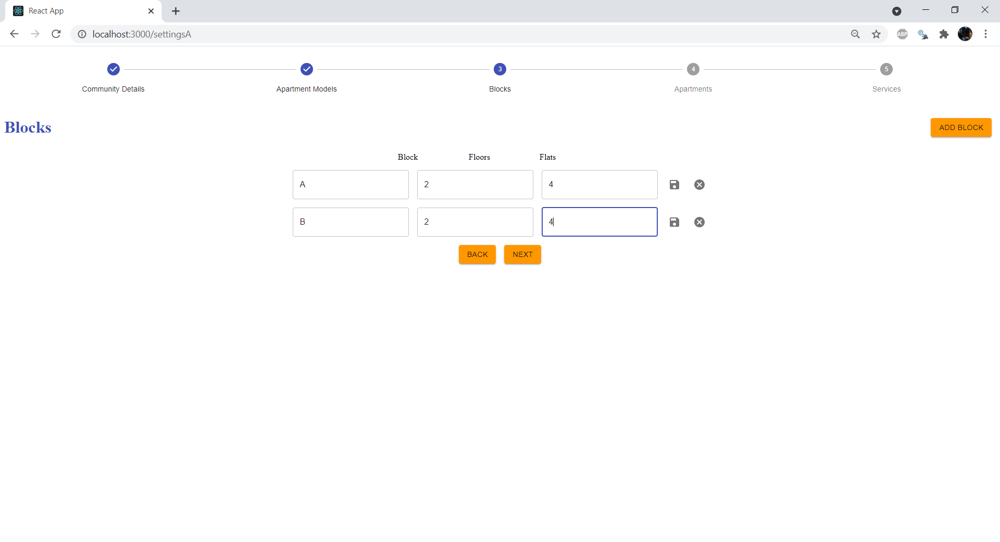 React App
localhost:3000/settingsA
ABP
3 4 5
Community Details Apartment Models Blocks Apartments Services
Blocks ADD BLOCK
Block Floors Flats
A 2 4
B 2 4
BACK NEXT